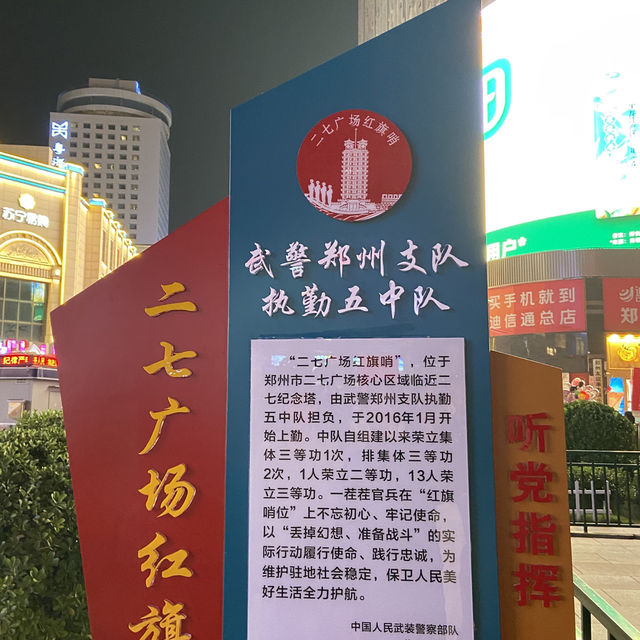 二七广场红旗哨
武警郑州支队
执勤五中队
“二七广场红旗哨”，位于
郑州市二七广场核心区域临近二
七纪念塔，由武警郑州支队执勤
五中队担负，于2016年1月开
始上勤。中队自组建以来荣立集
体三等功1次，排集体三等功
2次，1人荣立二等功，13人荣
立三等功。一茬茬官兵在“红旗
哨位”上不忘初心、牢记使命，
以“丢掉幻想、准备战斗”的实
际行动履行使命、践行忠诚，为
维护驻地社会稳定，保卫人民美
好生活全力护航。
中国人民武装警察部队
二七广场红旗
听党指挥
苏宁易购
买手机就到
迪信通总店
郑
用户